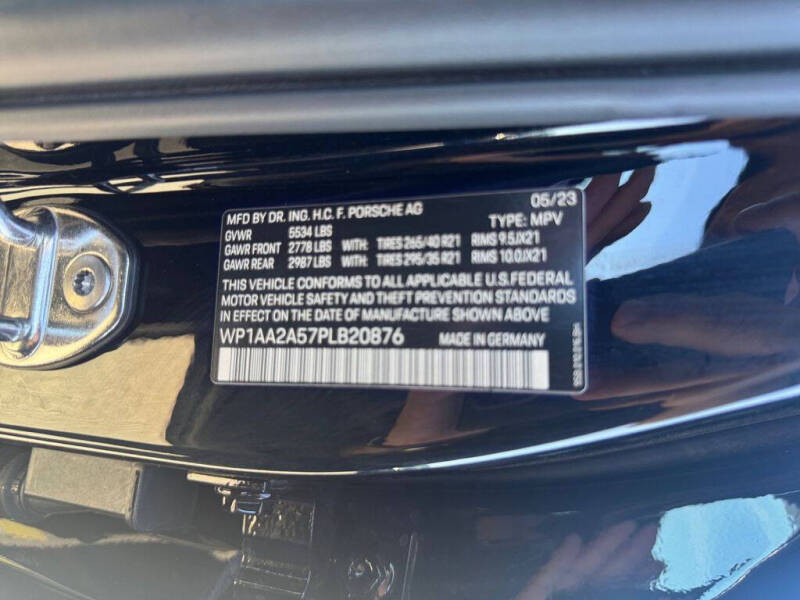 MFD BY DR. ING. H.C. F. PORSCHE AG 05/23
GVWR 5534 LBS TYPE: MPV
GAWR FRONT 2778 LBS WITH: TIRES 265/40 R21 RIMS 9.5JX21
GAWR REAR 2987 LBS WITH: TIRES 295/35 R21 RIMS 10.0JX21
THIS VEHICLE CONFORMS TO ALL APPLICABLE U.S. FEDERAL
MOTOR VEHICLE SAFETY AND THEFT PREVENTION STANDARDS
IN EFFECT ON THE DATE OF MANUFACTURE SHOWN ABOVE
WP1AA2A57PLB20876 MADE IN GERMANY